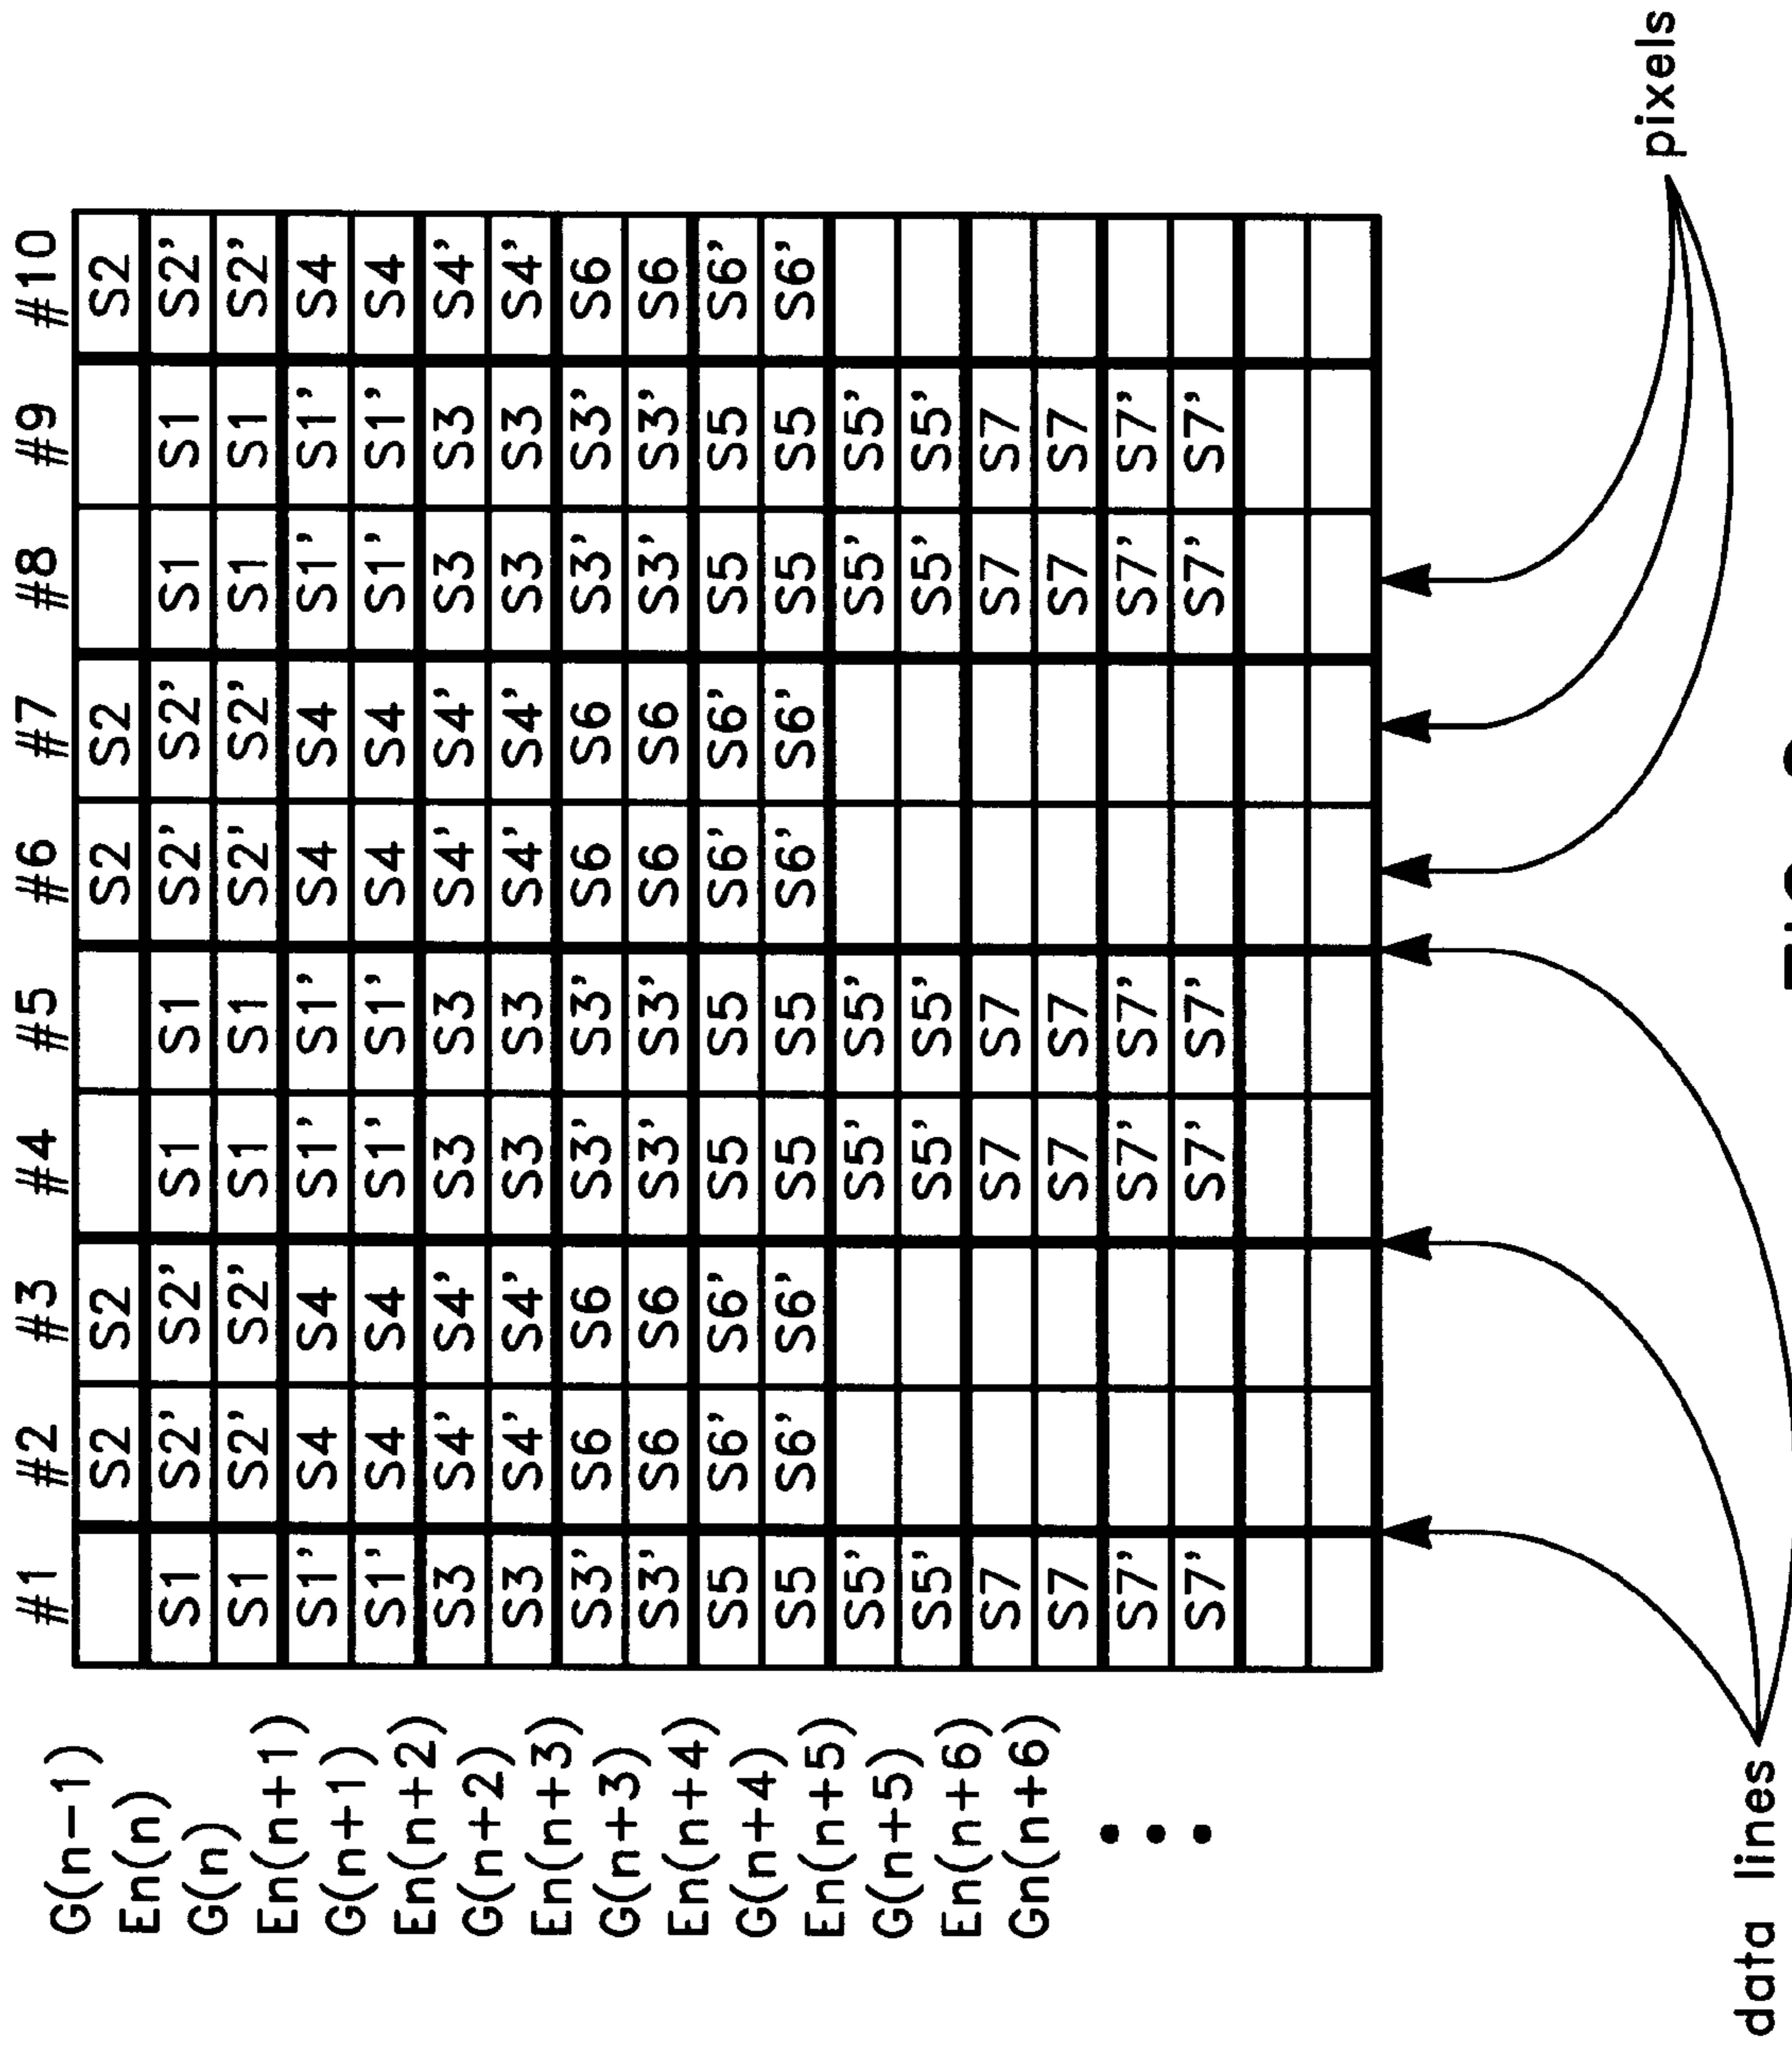 #1 #2 #3 #4 #5 #6 #7 #8 #9 #10
G(n-1) S2 S2 S2 S2 S2
En(n) S1 S2' S2' S1 S1 S2' S2' S1 S1 S2'
G(n) S1 S2' S2' S1 S1 S2' S2' S1 S1 S2'
En(n+1) S1' S4 S4 S1' S1' S4 S4 S1' S1' S4
G(n+1) S1' S4 S4 S1' S1' S4 S4 S1' S1' S4
En(n+2) S3 S4' S4' S3 S3 S4' S4' S3 S3 S4'
G(n+2) S3 S4' S4' S3 S3 S4' S4' S3 S3 S4'
En(n+3) S3' S6 S6 S3' S3' S6 S6 S3' S3' S6
G(n+3) S3' S6 S6 S3' S3' S6 S6 S3' S3' S6
En(n+4) S5 S6' S6' S5 S5 S6' S6' S5 S5 S6'
G(n+4) S5 S6' S6' S5 S5 S6' S6' S5 S5 S6'
En(n+5) S5' S5' S5' S5' S5'
G(n+5) S5' S5' S5' S5' S5'
En(n+6) S7 S7 S7 S7 S7
Gn(n+6) S7 S7 S7 S7 S7
S7' S7' S7' S7' S7'
S7' S7' S7' S7' S7'
data lines
pixels